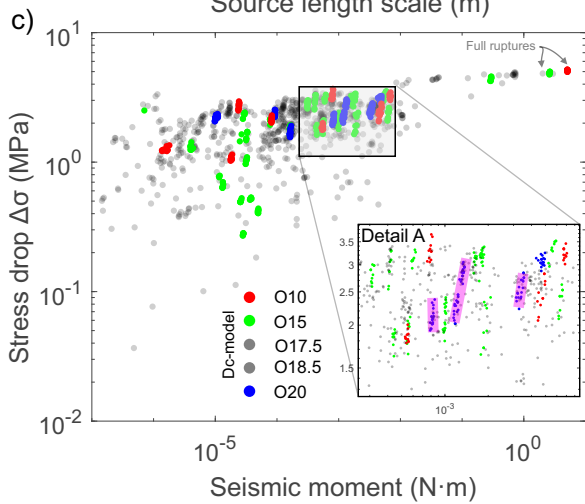 Source length scale (m)
c)
Full ruptures
10^1
10^0
10^-1
10^-2
Stress drop Δσ (MPa)
Detail A
3.5
3
2.5
2
1.5
10^-3
Dc-model
O10
O15
O17.5
O18.5
O20
10^-5
10^0
Seismic moment (N·m)